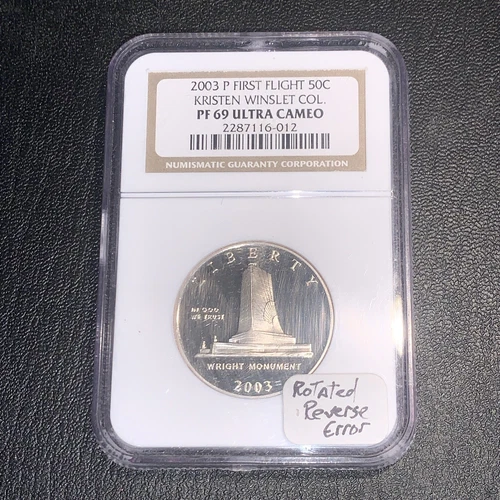 2003 P FIRST FLIGHT 50C
KRISTEN WINSLET COL.
PF 69 ULTRA CAMEO
2287116-012
NUMISMATIC GUARANTY CORPORATION
LIBERTY
IN GOD
WE TRUST
WRIGHT MONUMENT
2003
Rotated
Reverse
Error